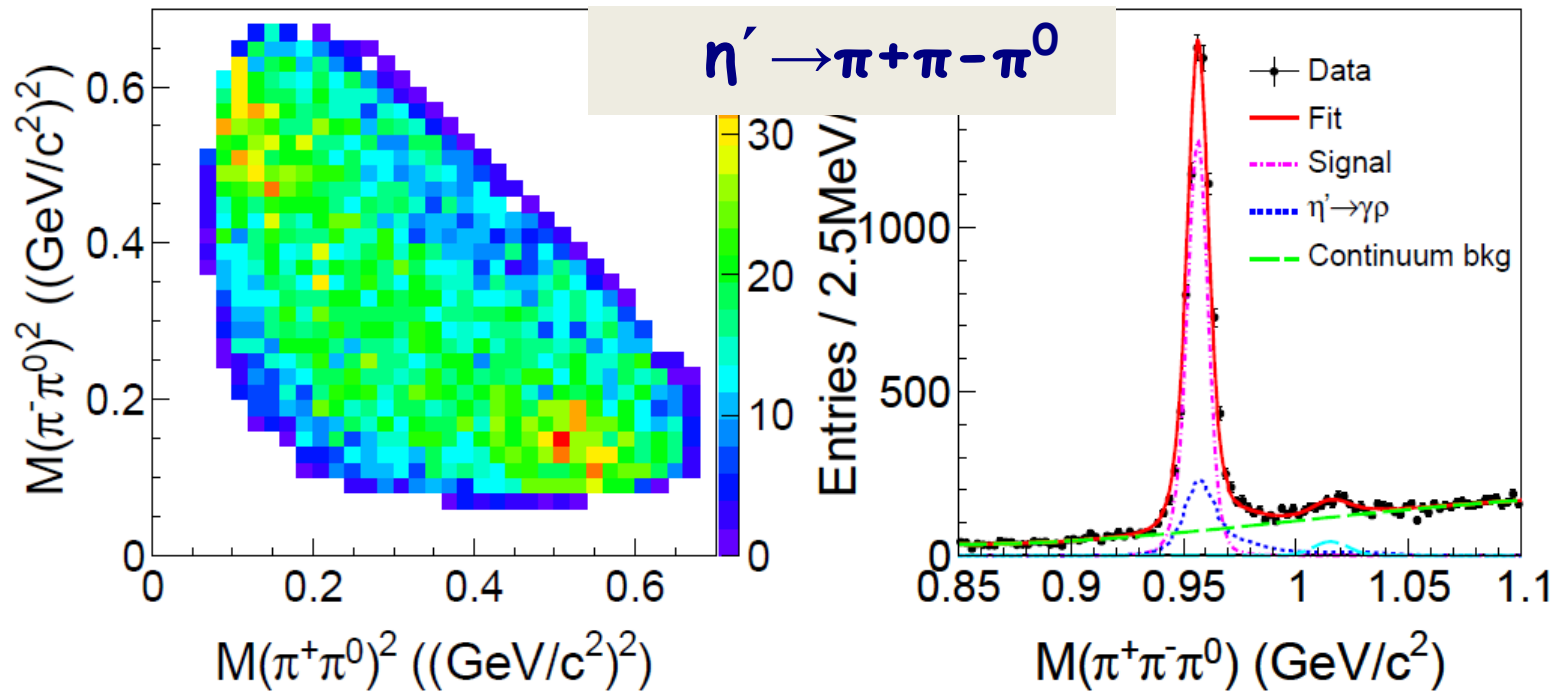 η′→π+π-π⁰
M(π⁻π⁰)² ((GeV/c²)²)
0.6
0.4
0.2
0
0 0.2 0.4 0.6
M(π⁺π⁰)² ((GeV/c²)²)
30
20
10
0
Entries / 2.5MeV/
1000
500
0
Data
Fit
Signal
η'→γρ
Continuum bkg
0.85 0.9 0.95 1 1.05 1.1
M(π⁺π⁻π⁰) (GeV/c²)